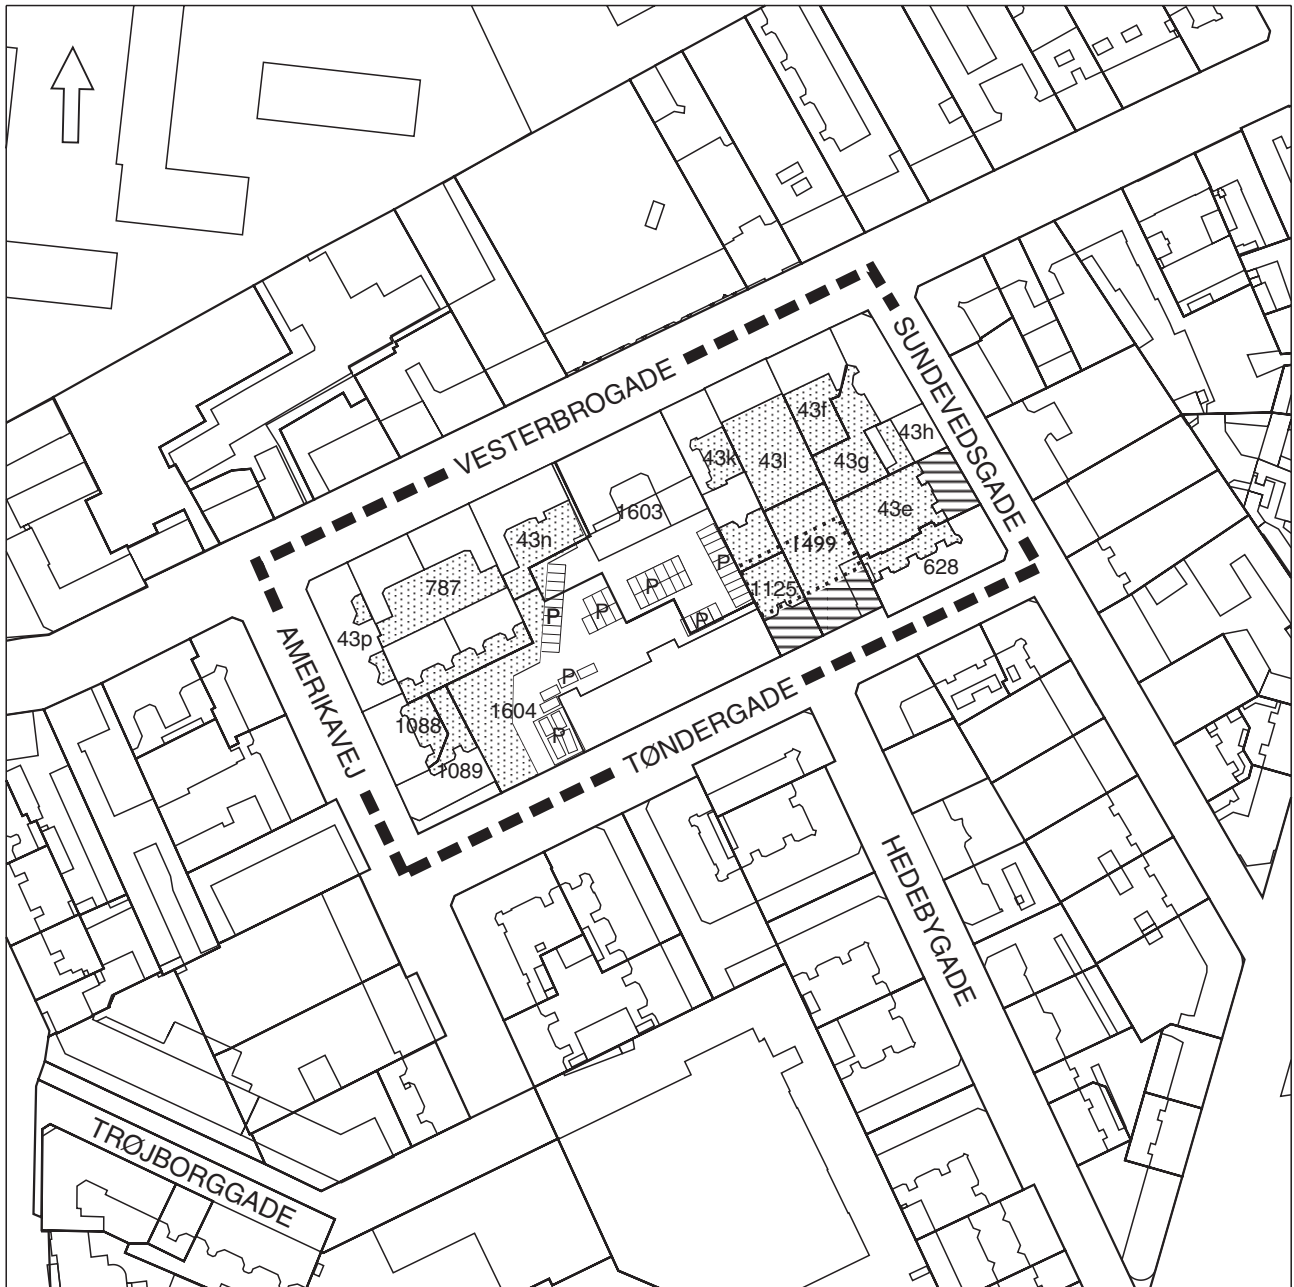 SUNDEVEDSGADE
VESTERBROGADE
43f
43h
43k
43l
43g
1603
43e
43n
1499
P
628
787
P
1125
P
P
P
43p
P
AMERIKAVEJ
1604
1088
P
TØNDERGADE
1089
HEDEBYGADE
TRØJBORGGADE